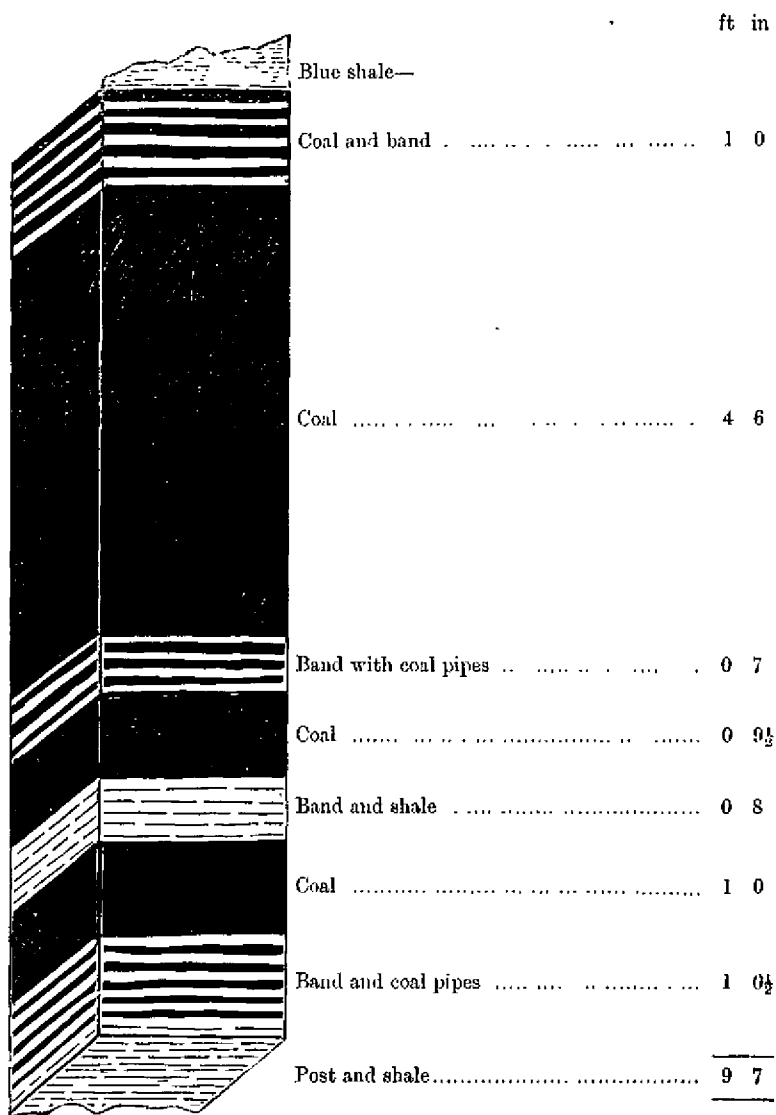 ft in
Blue shale—
Coal and band . .... .. . ..... ... ..... .. 1 0
Coal ..... . . ..... ... . .. . . .. ....... . 4 6
Band with coal pipes .. ...... .. . .... . 0 7
Coal ....... ... .. . .................. .. ........ 0 9½
Band and shale . ..... ....... ................... 0 8
Coal ............... ....... ... ... .... ........... 1 0
Band and coal pipes ..... .... .. ......... . . 1 0½
Post and shale........................................ 9 7